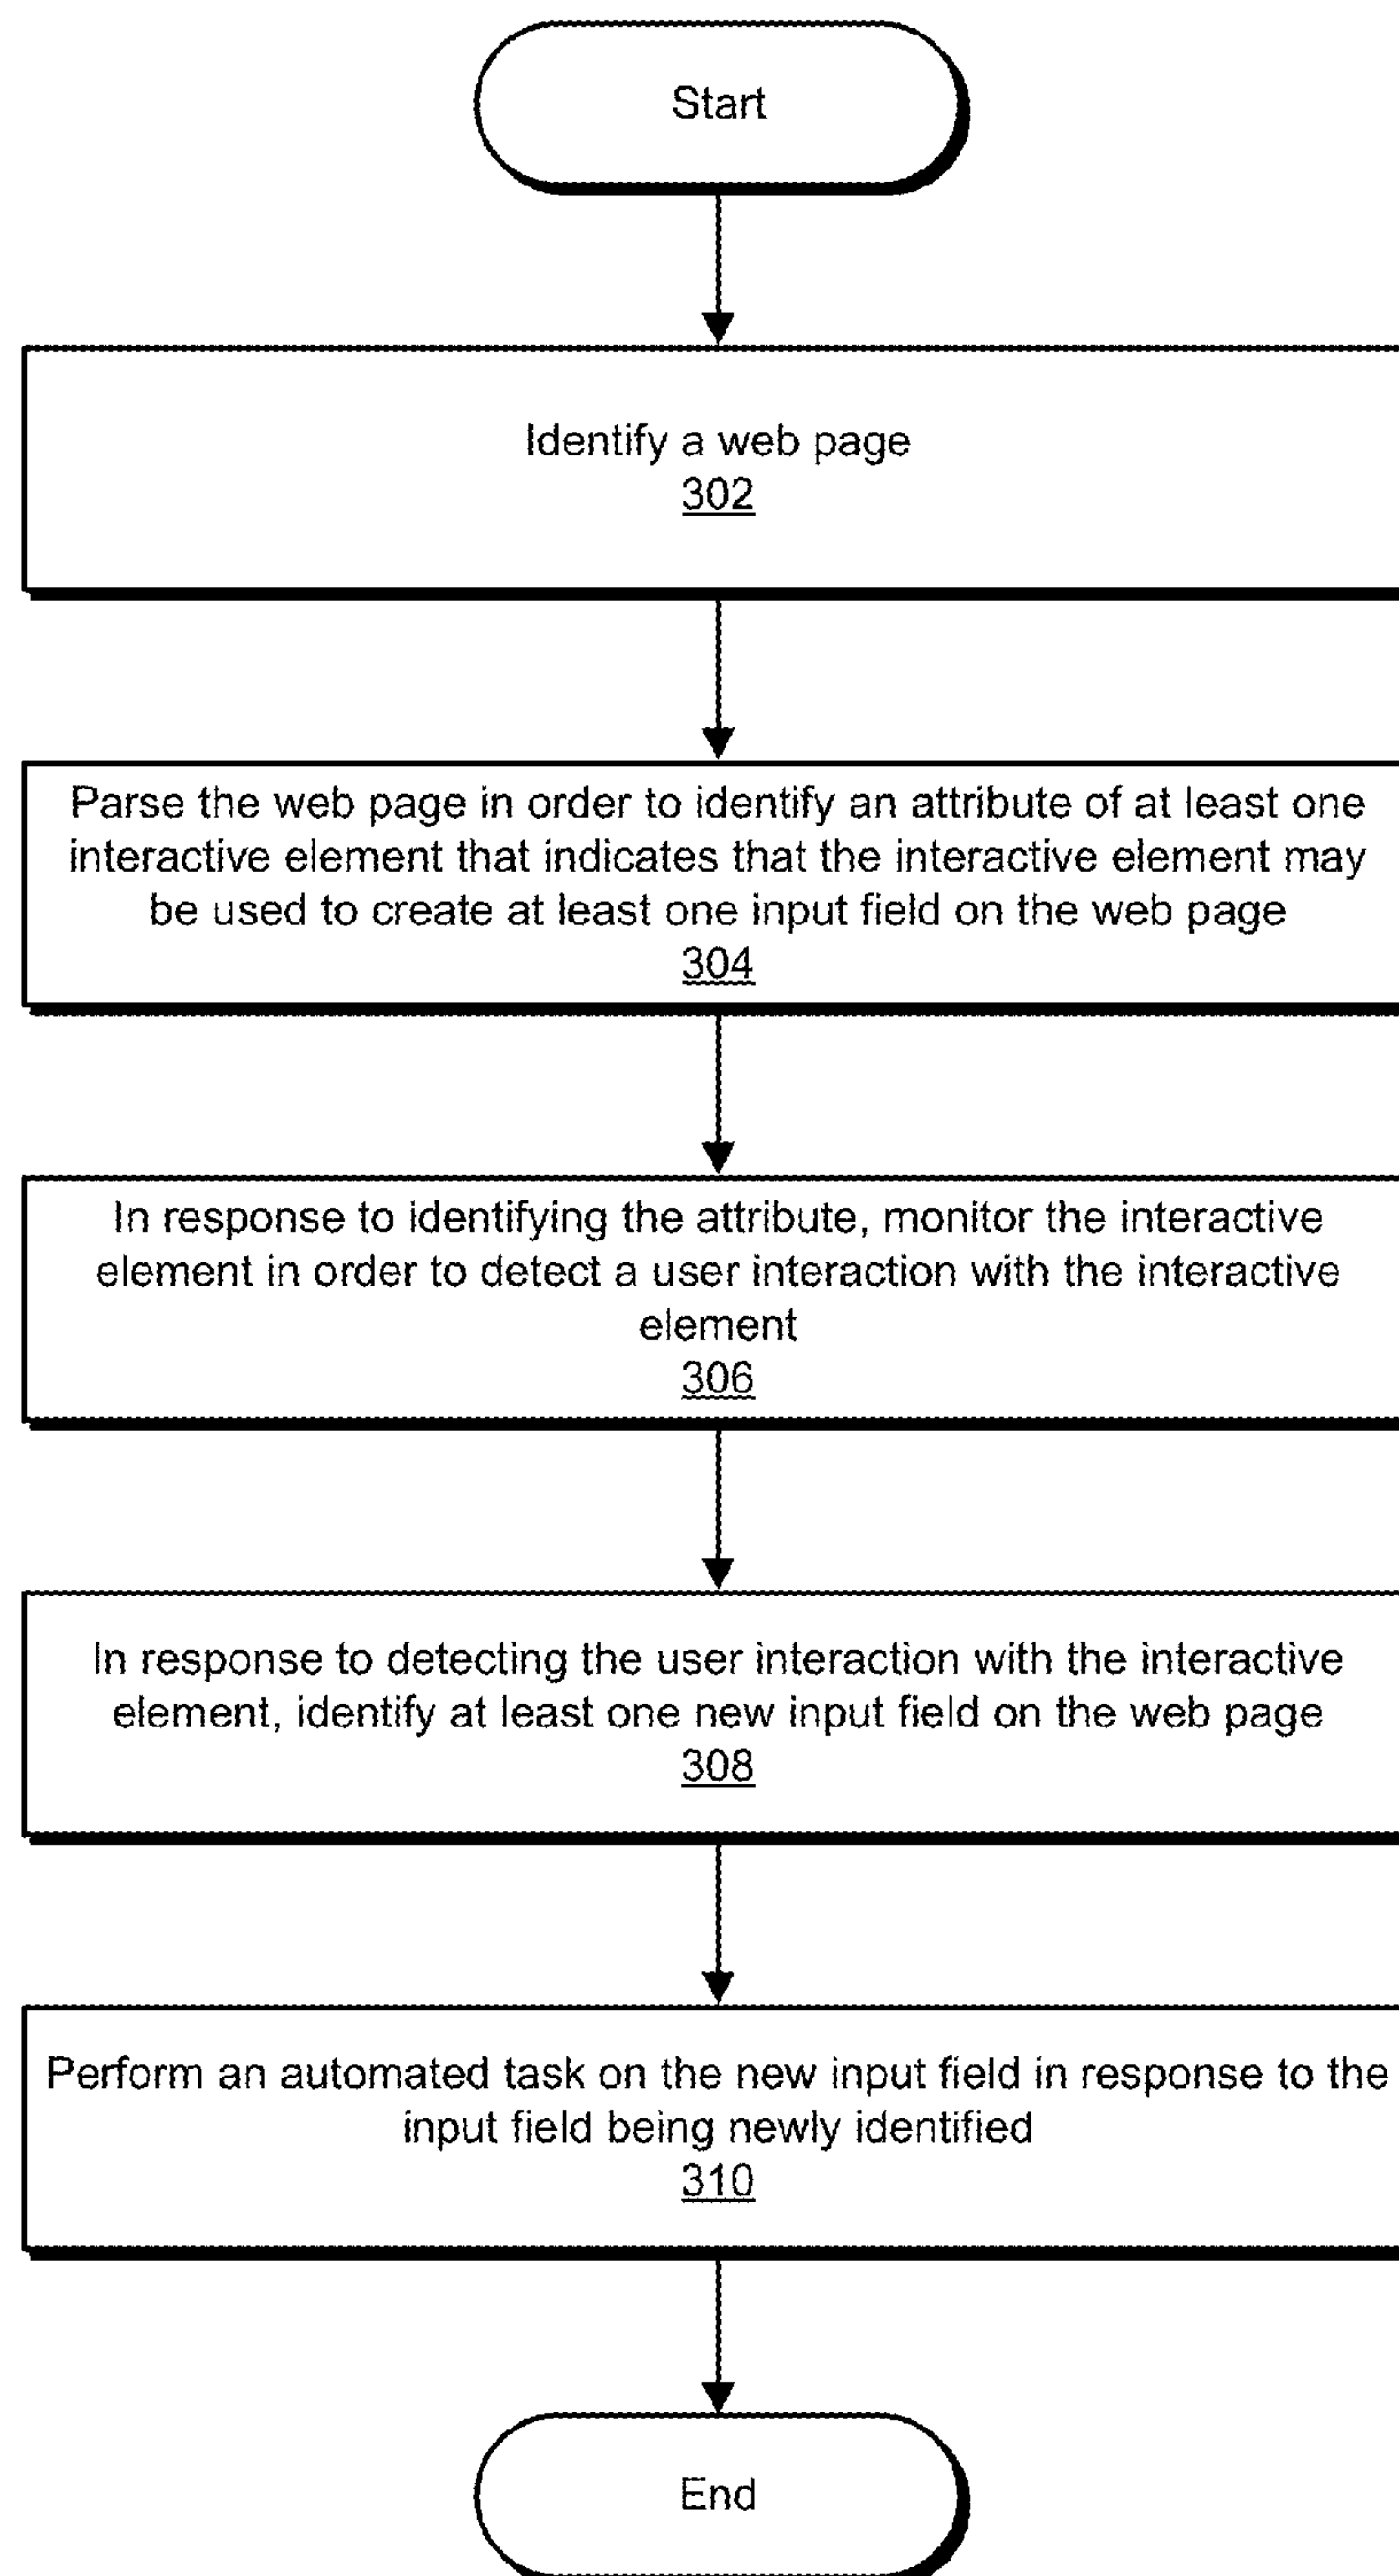 Start
Identify a web page
302
Parse the web page in order to identify an attribute of at least one
interactive element that indicates that the interactive element may
be used to create at least one input field on the web page
304
In response to identifying the attribute, monitor the interactive
element in order to detect a user interaction with the interactive
element
306
In response to detecting the user interaction with the interactive
element, identify at least one new input field on the web page
308
Perform an automated task on the new input field in response to the
input field being newly identified
310
End